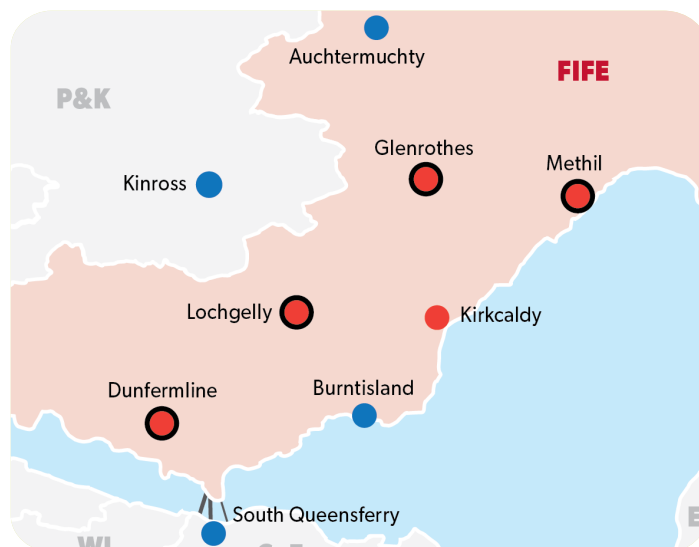 Auchtermuchty
FIFE
P&K
Glenrothes
Methil
Kinross
Lochgelly
Kirkcaldy
Burntisland
Dunfermline
South Queensferry